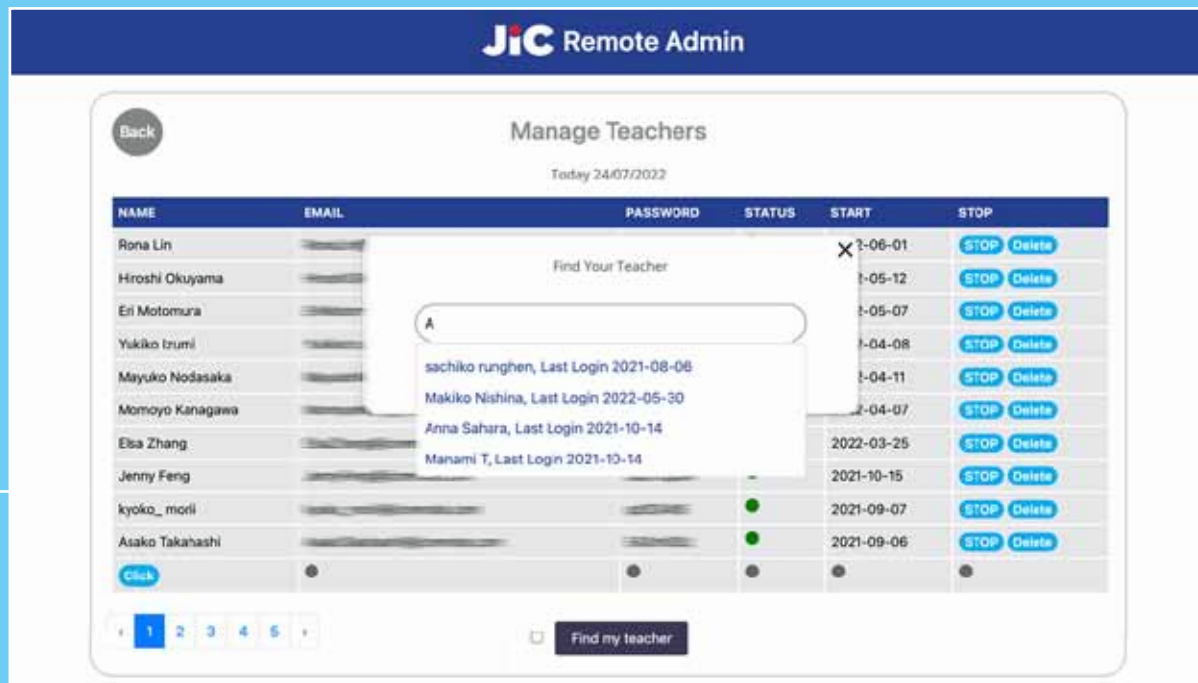 JiC Remote Admin
Back
Manage Teachers
Today 24/07/2022
NAME EMAIL PASSWORD STATUS START STOP
Rona Lin 2-06-01 STOP Delete
Hiroshi Okuyama 2-05-12 STOP Delete
Eri Motomura 2-05-07 STOP Delete
Yukiko Izumi 2-04-08 STOP Delete
Mayuko Nodasaka 2-04-11 STOP Delete
Momoyo Kanagawa 2-04-07 STOP Delete
Elsa Zhang 2022-03-25 STOP Delete
Jenny Feng 2021-10-15 STOP Delete
kyoko_ morii 2021-09-07 STOP Delete
Asako Takahashi 2021-09-06 STOP Delete
Click
Find Your Teacher
A
sachiko runghen, Last Login 2021-08-06
Makiko Nishina, Last Login 2022-05-30
Anna Sahara, Last Login 2021-10-14
Manami T, Last Login 2021-10-14
‹ 1 2 3 4 5 ›
Find my teacher